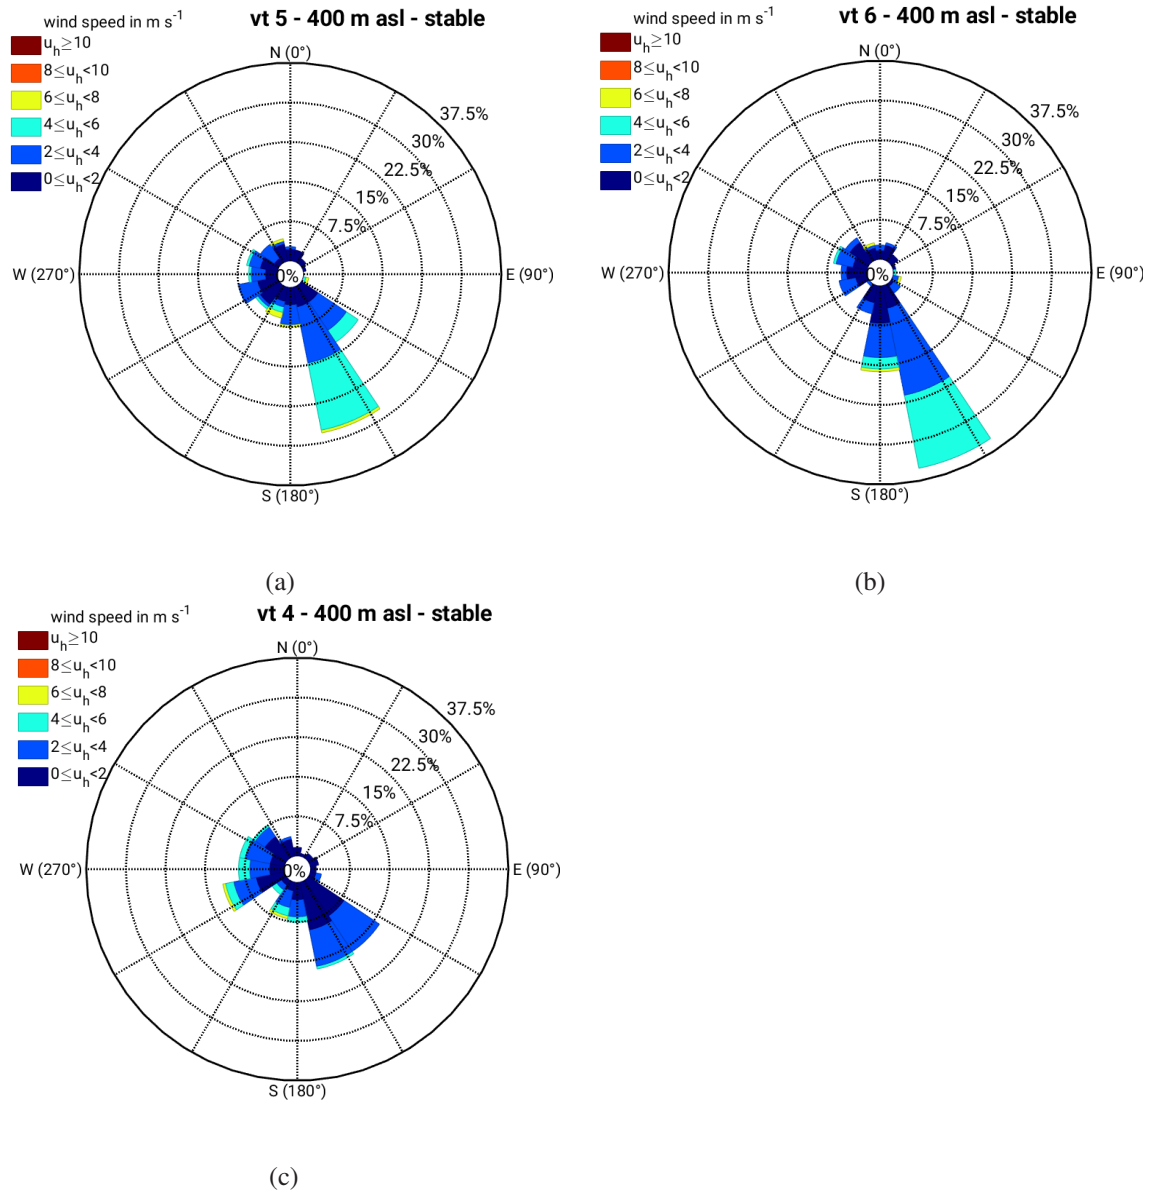 wind speed in m s-1
vt 5 - 400 m asl - stable
uh≥10
8≤uh<10
6≤uh<8
4≤uh<6
2≤uh<4
0≤uh<2
N (0°)
37.5%
30%
22.5%
15%
7.5%
0%
W (270°)
E (90°)
S (180°)
(a)
wind speed in m s-1
vt 6 - 400 m asl - stable
uh≥10
8≤uh<10
6≤uh<8
4≤uh<6
2≤uh<4
0≤uh<2
N (0°)
37.5%
30%
22.5%
15%
7.5%
0%
W (270°)
E (90°)
S (180°)
(b)
wind speed in m s-1
vt 4 - 400 m asl - stable
uh≥10
8≤uh<10
6≤uh<8
4≤uh<6
2≤uh<4
0≤uh<2
N (0°)
37.5%
30%
22.5%
15%
7.5%
0%
W (270°)
E (90°)
S (180°)
(c)